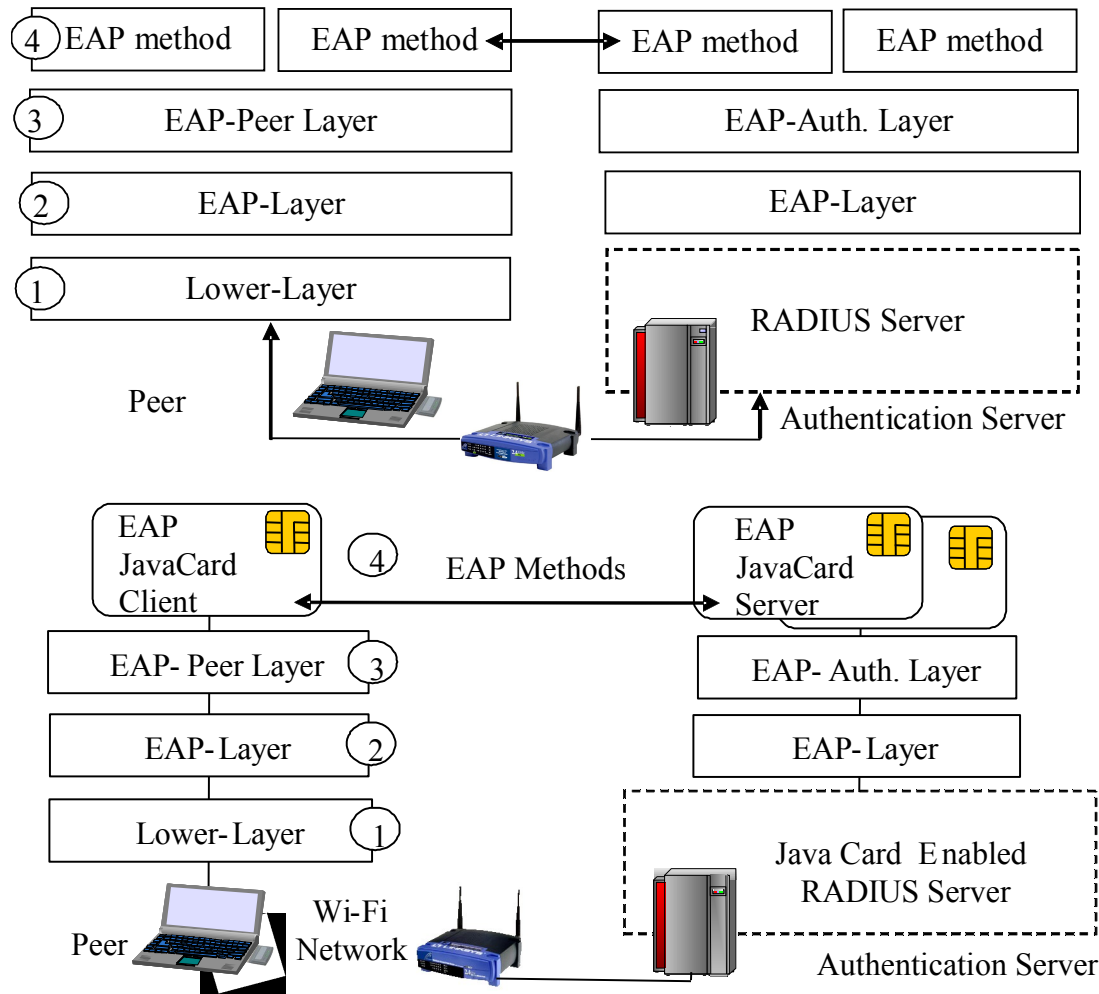 4 EAP method EAP method EAP method EAP method
3 EAP-Peer Layer EAP-Auth. Layer
2 EAP-Layer EAP-Layer
1 Lower-Layer RADIUS Server
Peer Authentication Server
EAP
JavaCard
Client
4 EAP Methods
EAP
JavaCard
Server
EAP- Peer Layer 3 EAP- Auth. Layer
EAP- Layer 2 EAP- Layer
Lower- Layer 1
Java Card Enabled
RADIUS Server
Peer
Wi-Fi
Network
Authentication Server